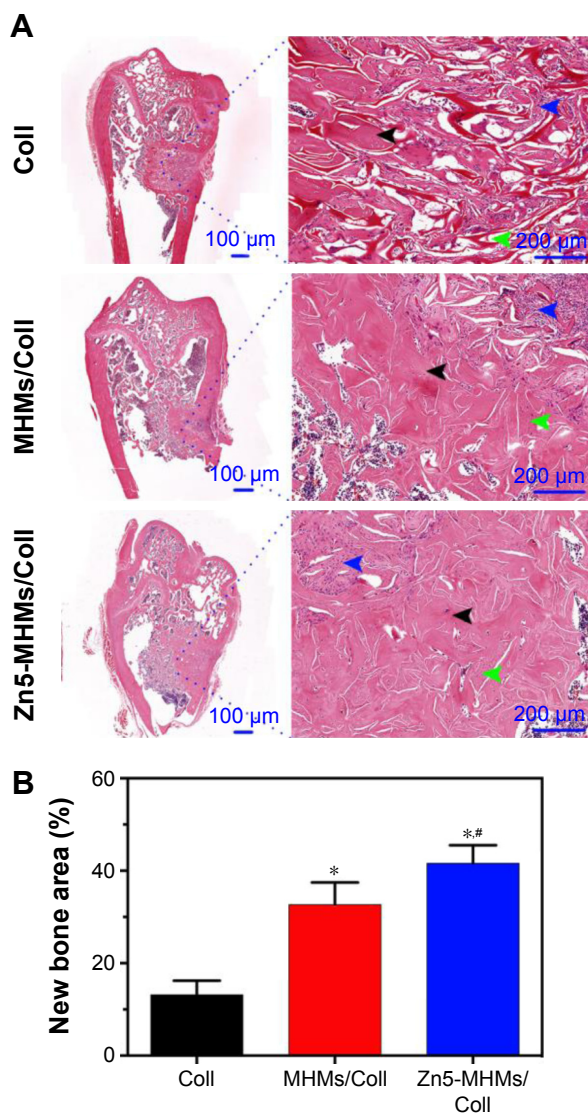 A
Coll
100 µm
200 µm
MHMs/Coll
100 µm
200 µm
Zn5-MHMs/Coll
100 µm
200 µm
B
New bone area (%)
60
40
20
0
*
*,#
Coll
MHMs/Coll
Zn5-MHMs/
Coll